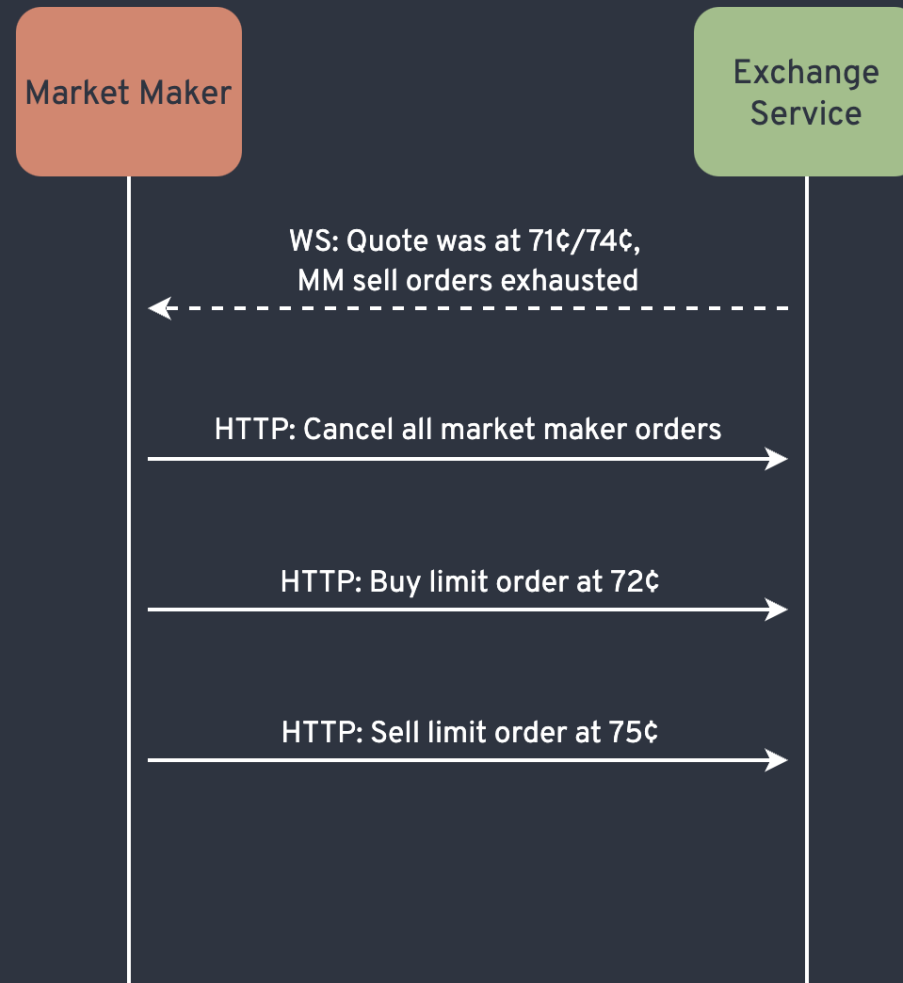 Market Maker
Exchange
Service
WS: Quote was at 71¢/74¢,
MM sell orders exhausted
HTTP: Cancel all market maker orders
HTTP: Buy limit order at 72¢
HTTP: Sell limit order at 75¢